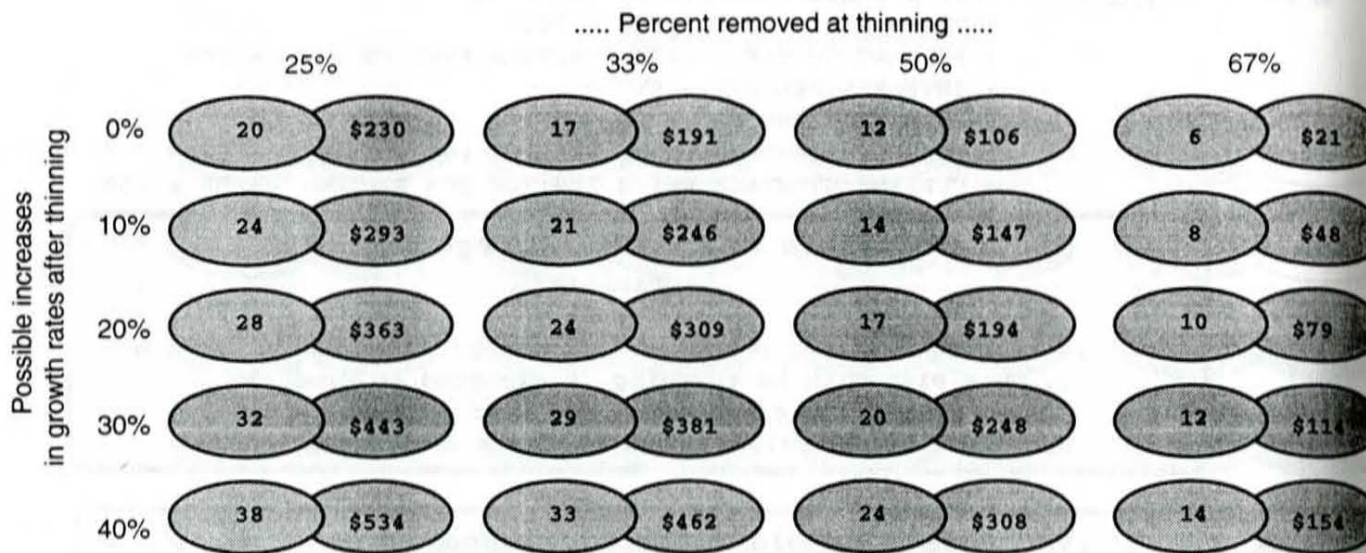 ..... Percent removed at thinning .....
25% 33% 50% 67%
Possible increases
in growth rates after thinning
0% 20 $230 17 $191 12 $106 6 $21
10% 24 $293 21 $246 14 $147 8 $48
20% 28 $363 24 $309 17 $194 10 $79
30% 32 $443 29 $381 20 $248 12 $114
40% 38 $534 33 $462 24 $308 14 $154